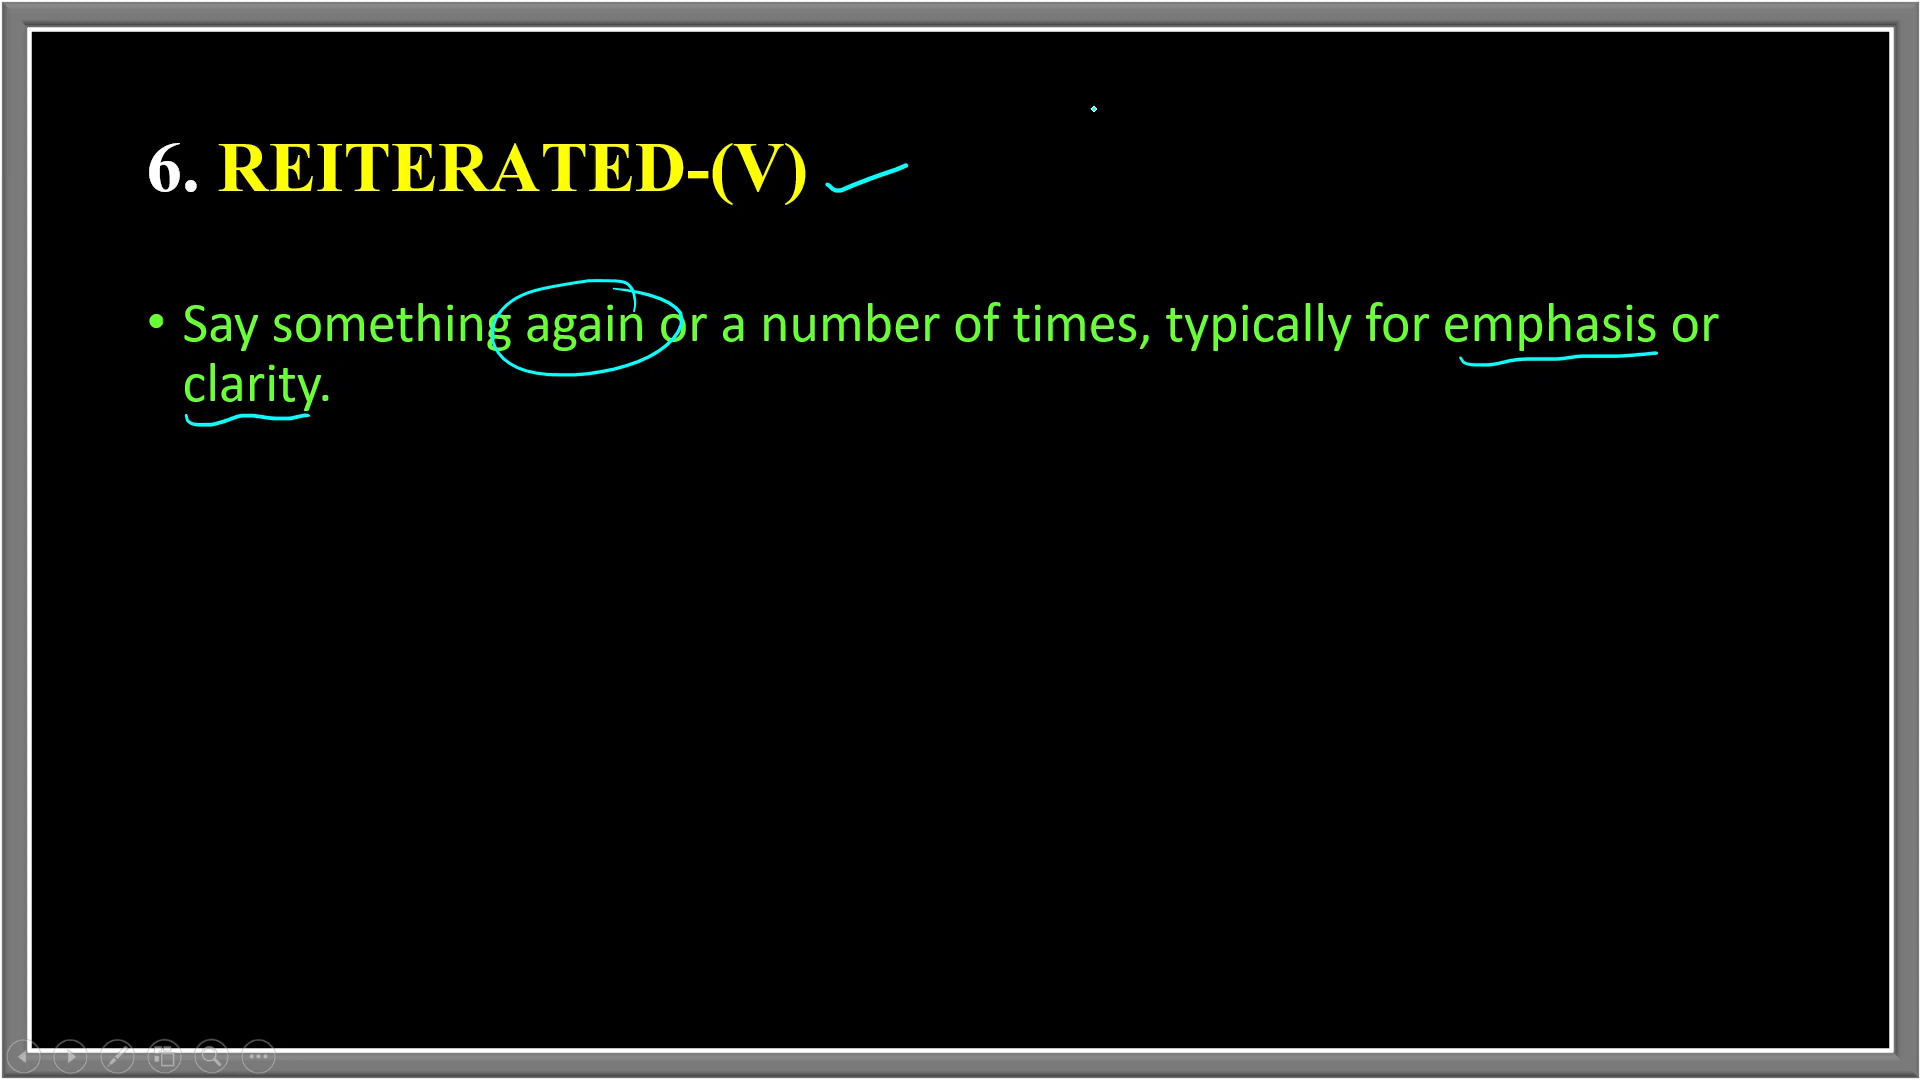 6. REITERATED-(V)
• Say something again or a number of times, typically for emphasis or
clarity.